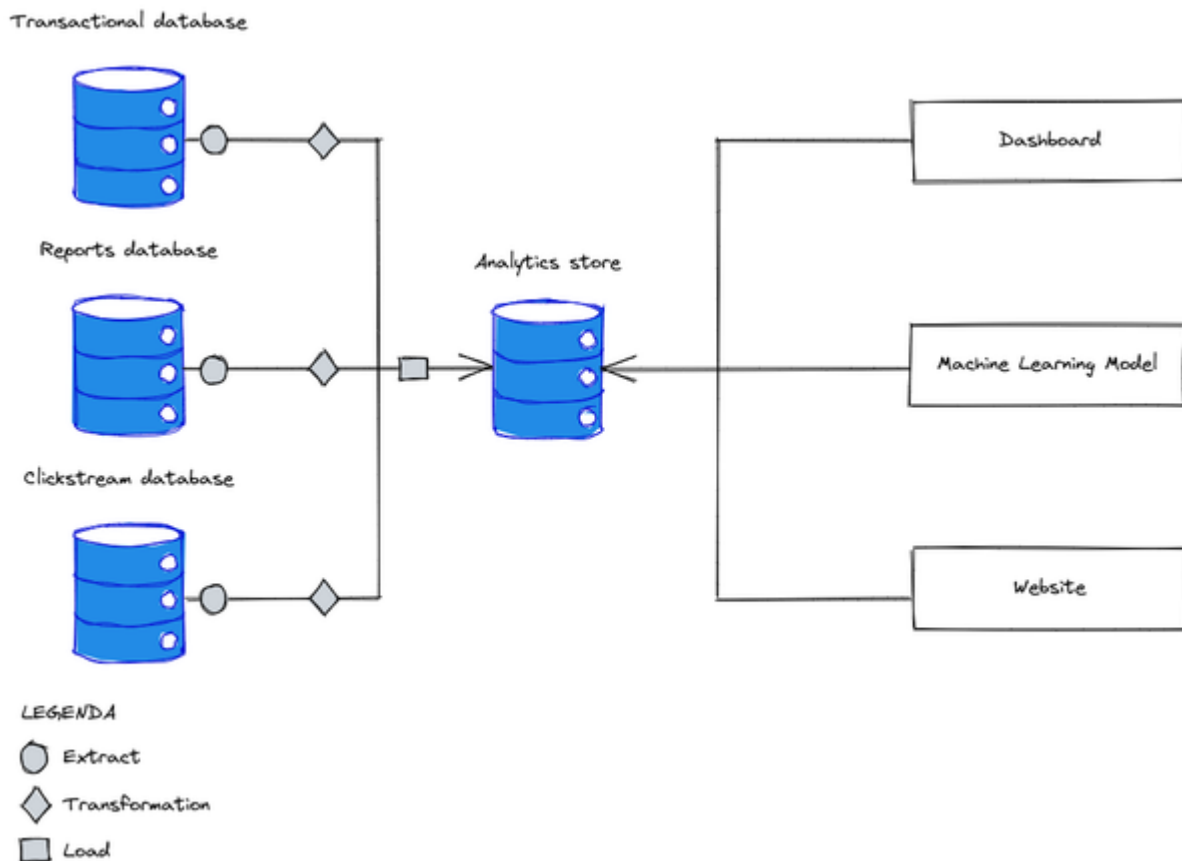 Transactional database
Reports database
Clickstream database
Analytics store
Dashboard
Machine Learning Model
Website
LEGENDA
Extract
Transformation
Load